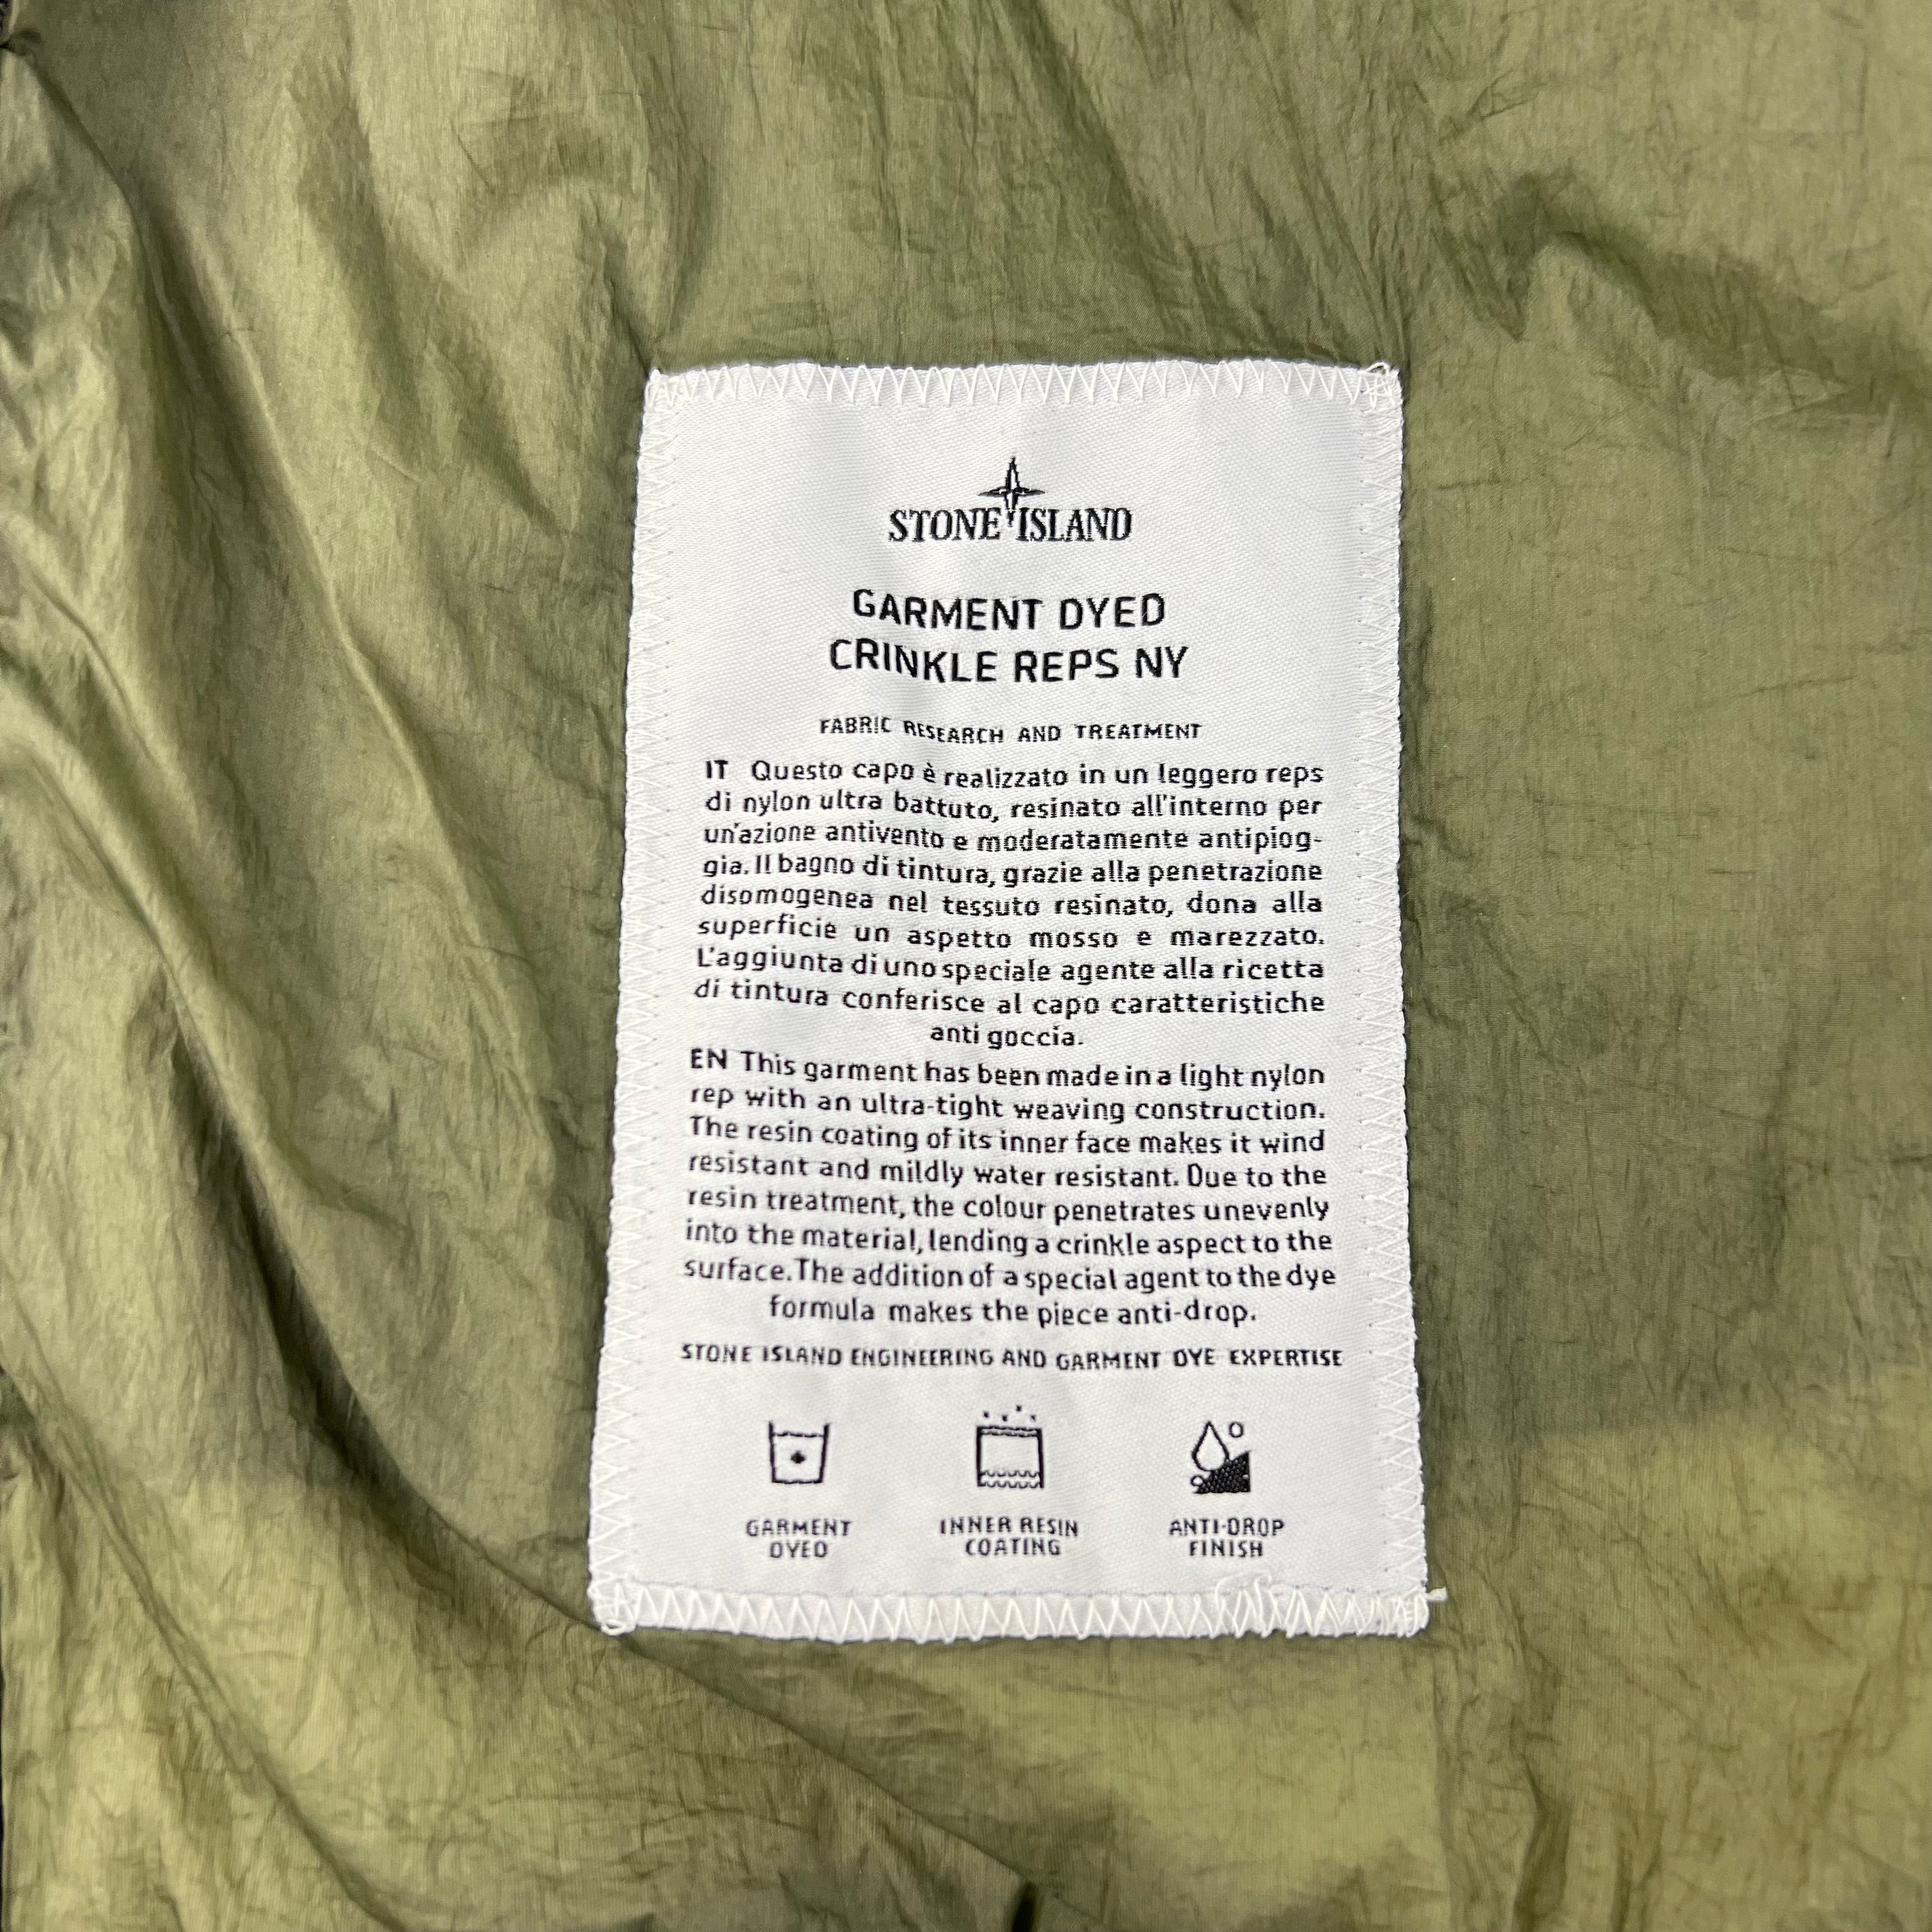 STONE ISLAND
GARMENT DYED
CRINKLE REPS NY
FABRIC RESEARCH AND TREATMENT
IT Questo capo è realizzato in un leggero reps
di nylon ultra battuto, resinato all'interno per
un'azione antivento e moderatamente antipiog-
gia. Il bagno di tintura, grazie alla penetrazione
disomogenea nel tessuto resinato, dona alla
superficie un aspetto mosso e marezzato.
L'aggiunta di uno speciale agente alla ricetta
di tintura conferisce al capo caratteristiche
anti goccia.
EN This garment has been made in a light nylon
rep with an ultra-tight weaving construction.
The resin coating of its inner face makes it wind
resistant and mildly water resistant. Due to the
resin treatment, the colour penetrates unevenly
into the material, lending a crinkle aspect to the
surface. The addition of a special agent to the dye
formula makes the piece anti-drop.
STONE ISLAND ENGINEERING AND GARMENT DYE EXPERTISE
GARMENT INNER RESIN ANTI-DROP
DYED COATING FINISH